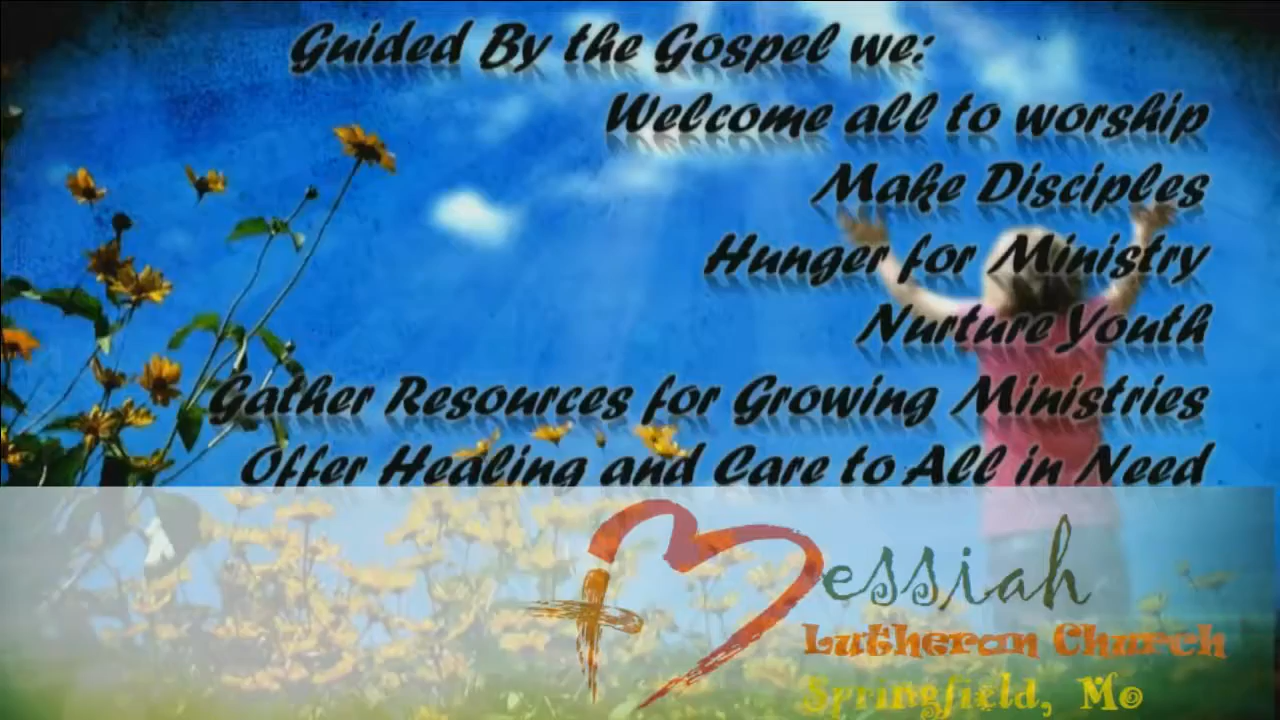 Guided By the Gospel we:
Welcome all to worship
Make Disciples
Hunger for Ministry
Nurture Youth
Gather Resources for Growing Ministries
Offer Healing and Care to All in Need
Messiah
Lutheran Church
Springfield, Mo